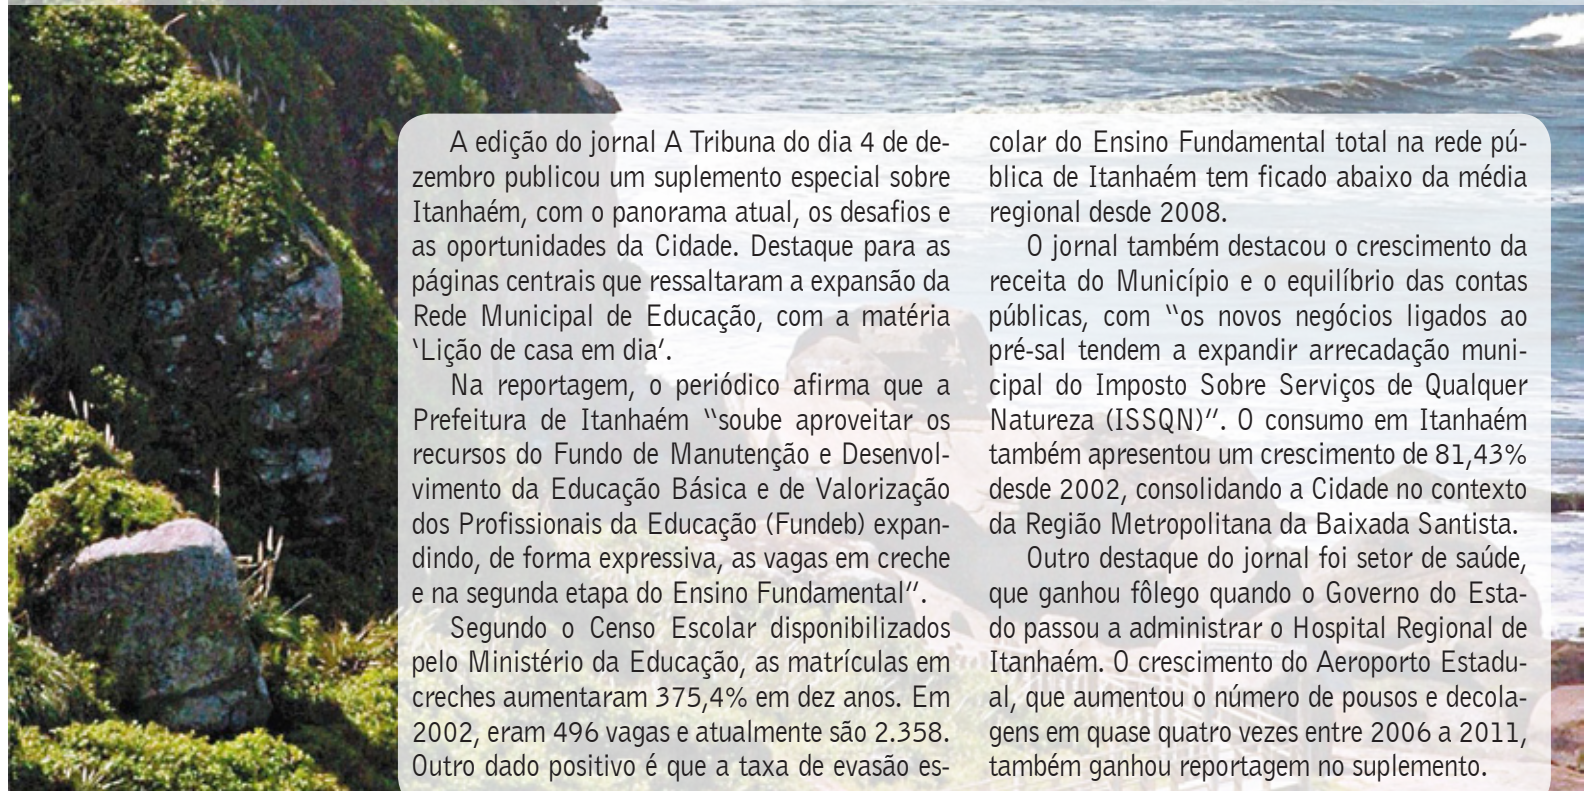 A edição do jornal A Tribuna do dia 4 de de-
zembro publicou um suplemento especial sobre
Itanhaém, com o panorama atual, os desafios e
as oportunidades da Cidade. Destaque para as
páginas centrais que ressaltaram a expansão da
Rede Municipal de Educação, com a matéria
‘Lição de casa em dia’.
Na reportagem, o periódico afirma que a
Prefeitura de Itanhaém “soube aproveitar os
recursos do Fundo de Manutenção e Desenvol-
vimento da Educação Básica e de Valorização
dos Profissionais da Educação (Fundeb) expan-
dindo, de forma expressiva, as vagas em creche
e na segunda etapa do Ensino Fundamental”.
Segundo o Censo Escolar disponibilizados
pelo Ministério da Educação, as matrículas em
creches aumentaram 375,4% em dez anos. Em
2002, eram 496 vagas e atualmente são 2.358.
Outro dado positivo é que a taxa de evasão es-
colar do Ensino Fundamental total na rede pú-
blica de Itanhaém tem ficado abaixo da média
regional desde 2008.
O jornal também destacou o crescimento da
receita do Município e o equilíbrio das contas
públicas, com “os novos negócios ligados ao
pré-sal tendem a expandir arrecadação muni-
cipal do Imposto Sobre Serviços de Qualquer
Natureza (ISSQN)”. O consumo em Itanhaém
também apresentou um crescimento de 81,43%
desde 2002, consolidando a Cidade no contexto
da Região Metropolitana da Baixada Santista.
Outro destaque do jornal foi setor de saúde,
que ganhou fôlego quando o Governo do Esta-
do passou a administrar o Hospital Regional de
Itanhaém. O crescimento do Aeroporto Estadu-
al, que aumentou o número de pousos e decola-
gens em quase quatro vezes entre 2006 a 2011,
também ganhou reportagem no suplemento.